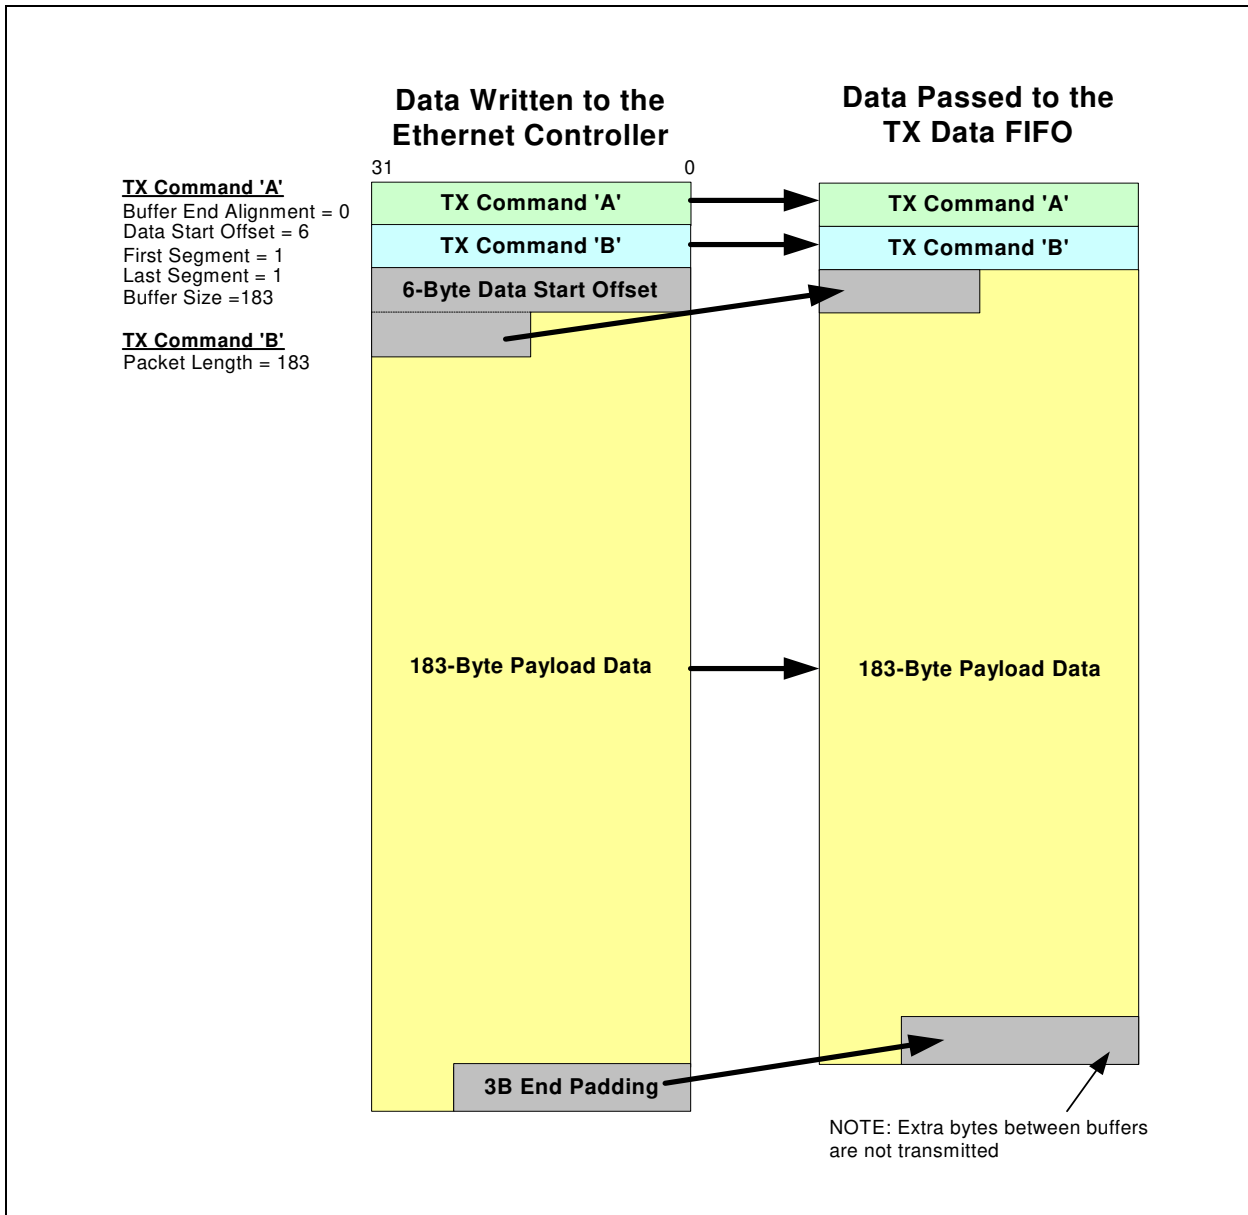 Data Written to the
Ethernet Controller
Data Passed to the
TX Data FIFO
31
0
TX Command 'A'
Buffer End Alignment = 0
Data Start Offset = 6
First Segment = 1
Last Segment = 1
Buffer Size =183
TX Command 'B'
Packet Length = 183
TX Command 'A'
TX Command 'B'
6-Byte Data Start Offset
183-Byte Payload Data
3B End Padding
TX Command 'A'
TX Command 'B'
183-Byte Payload Data
NOTE: Extra bytes between buffers
are not transmitted